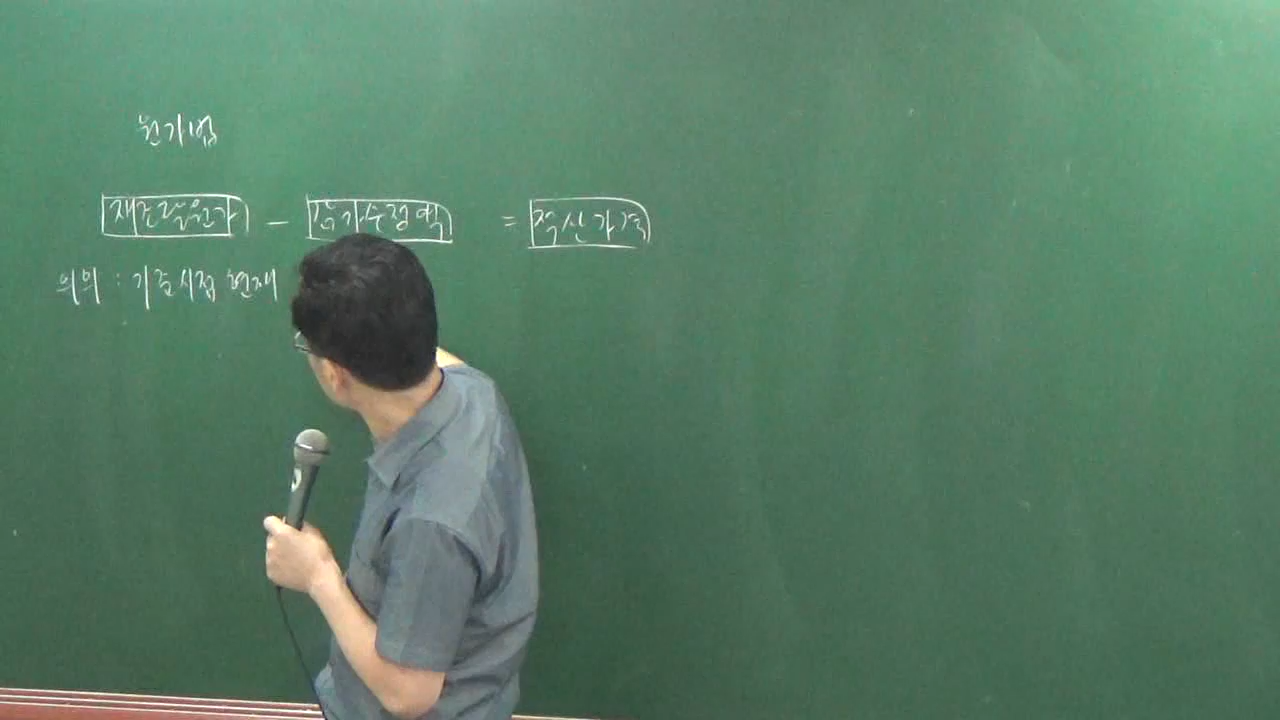 원가법
재조달원가 - 감가수정액 = 적산가격
의의 : 기준시점 현재